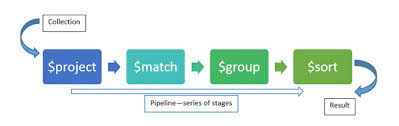 Collection
$project
$match
$group
$sort
Pipeline—series of stages
Result